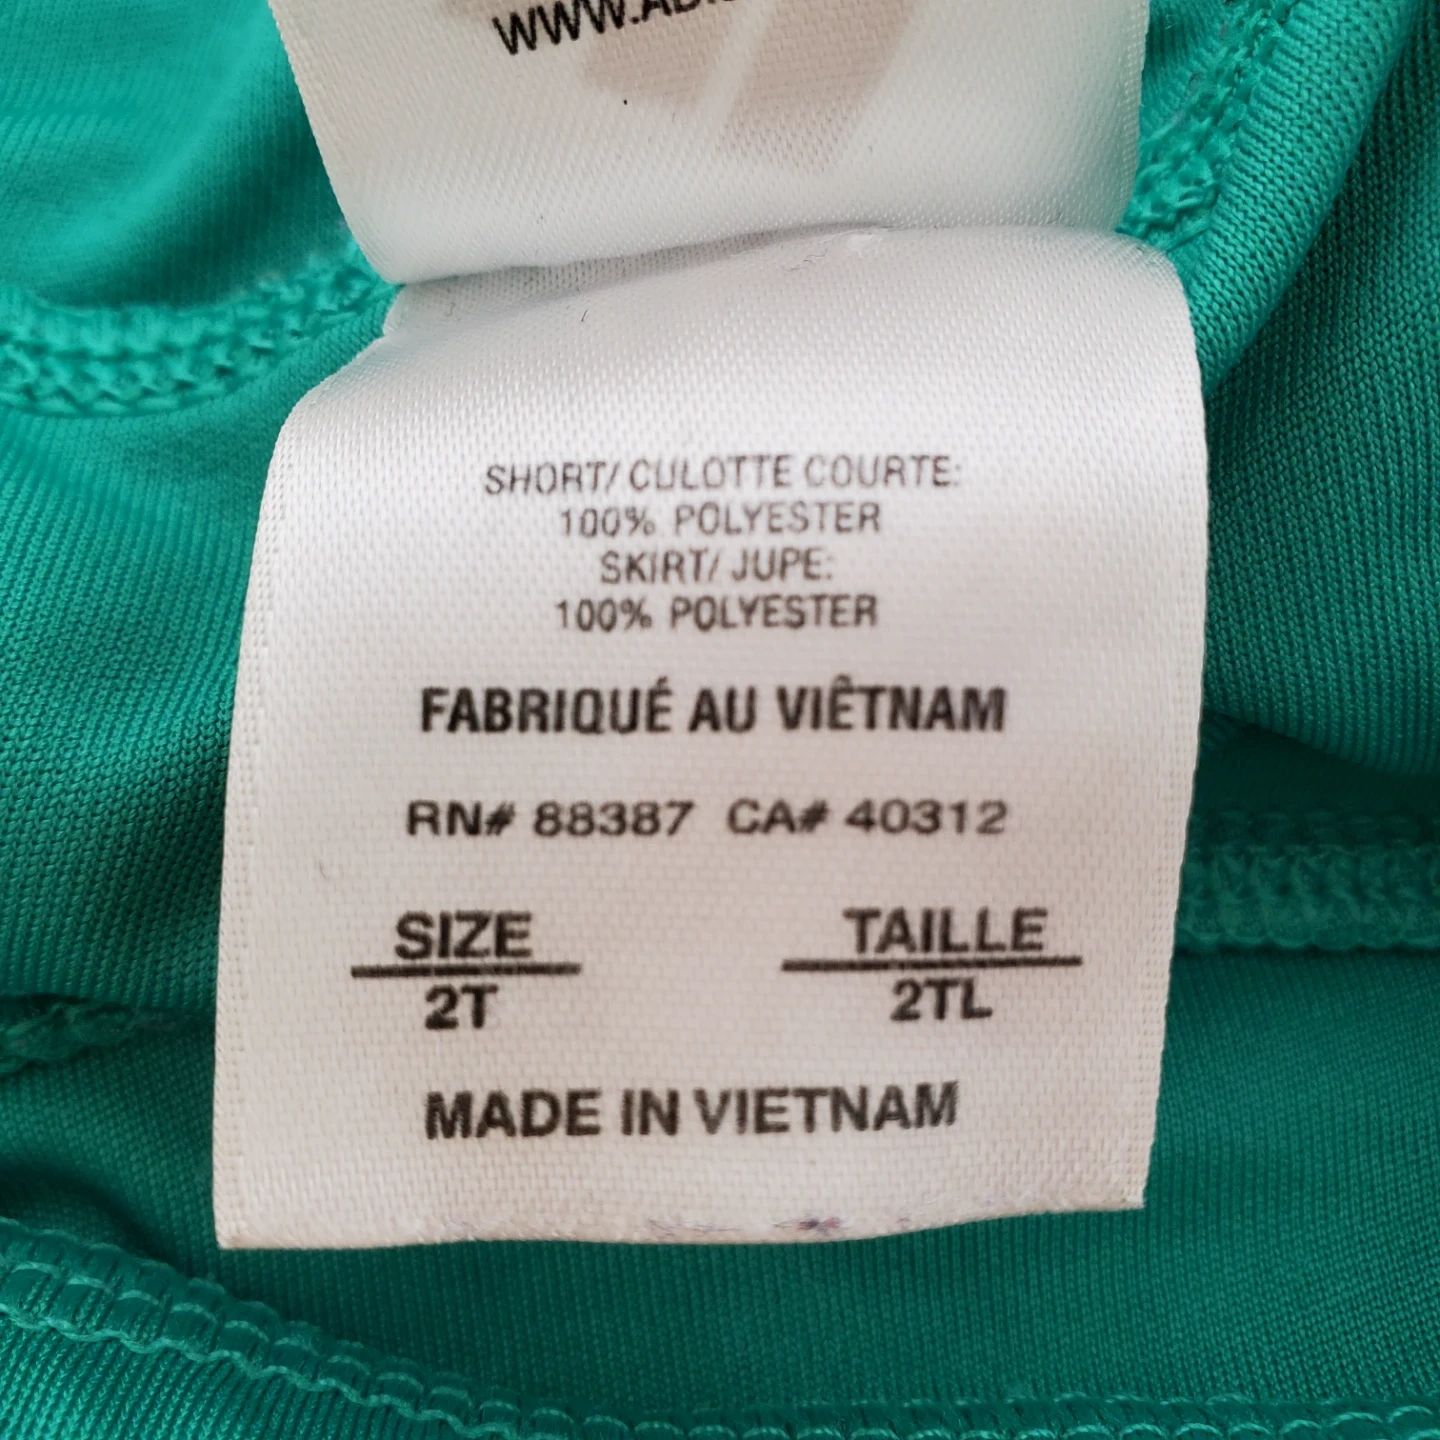 SHORT/ CULOTTE COURTE:
100% POLYESTER
SKIRT/ JUPE:
100% POLYESTER
FABRIQUÉ AU VIÊTNAM
RN# 88387 CA# 40312
SIZE TAILLE
2T 2TL
MADE IN VIETNAM